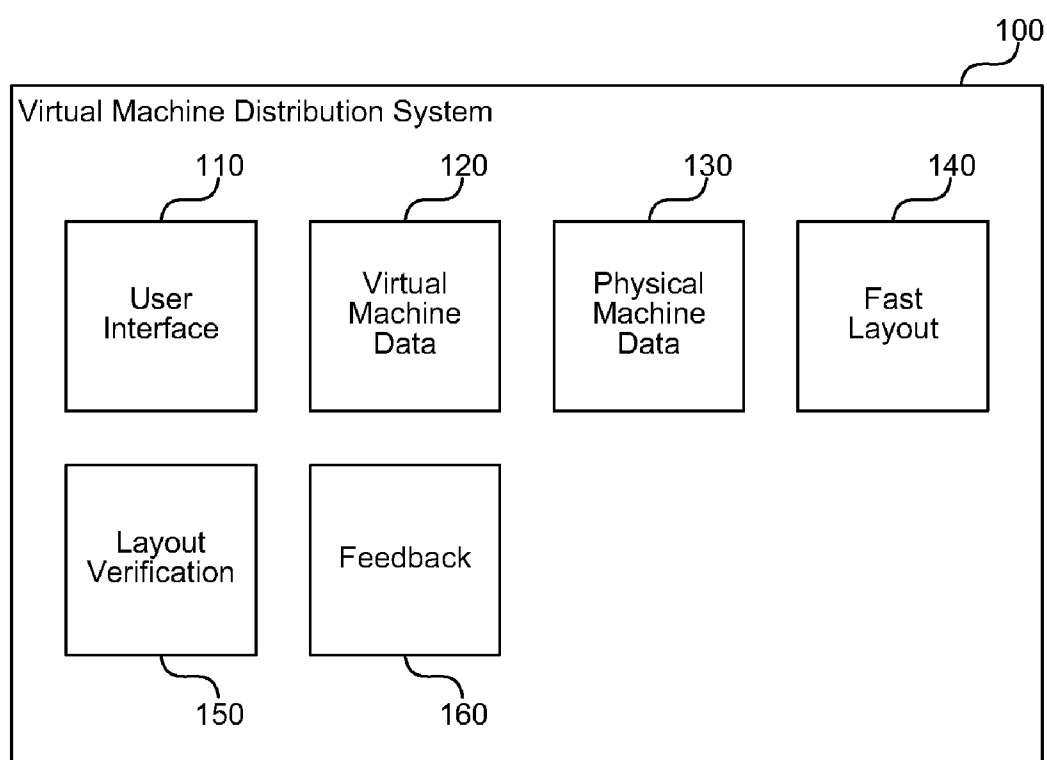 100
Virtual Machine Distribution System
110
120
130
140
User
Interface
Virtual
Machine
Data
Physical
Machine
Data
Fast
Layout
Layout
Verification
Feedback
150
160